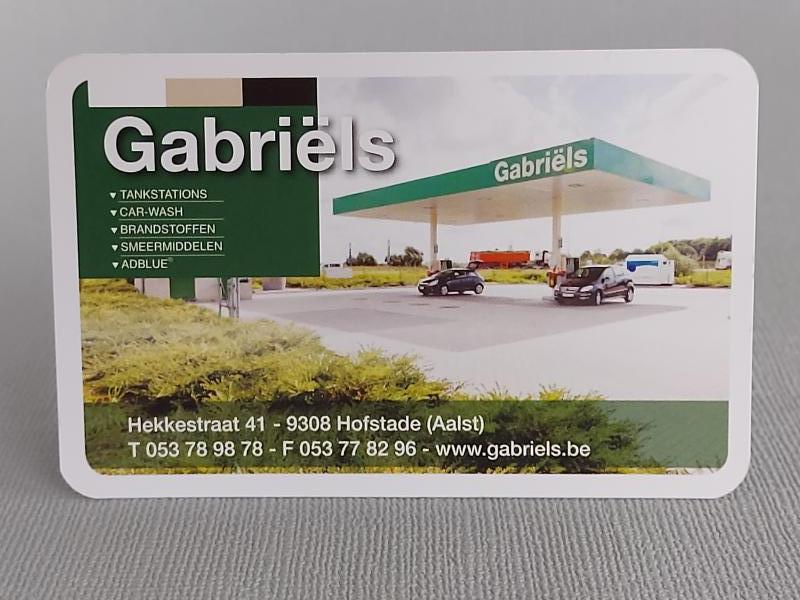 Gabriëls
Gabriëls
▾ TANKSTATIONS
▾ CAR-WASH
▾ BRANDSTOFFEN
▾ SMEERMIDDELEN
▾ ADBLUE®
Hekkestraat 41 - 9308 Hofstade (Aalst)
T 053 78 98 78 - F 053 77 82 96 - www.gabriels.be